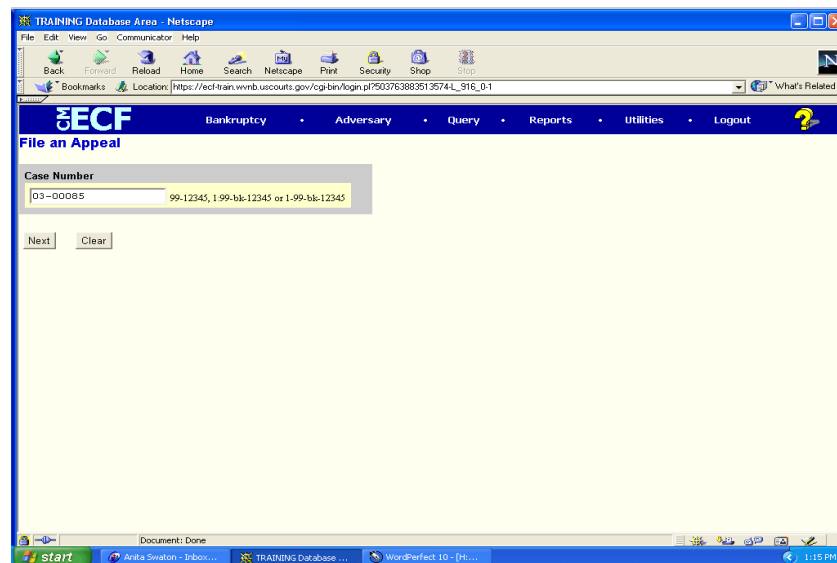 TRAINING Database Area - Netscape
File Edit View Go Communicator Help
Back Forward Reload Home Search Netscape Print Security Shop Stop
Bookmarks Location: https://ecf-train.wvnb.uscourts.gov/cgi-bin/login.pl?503763883513574-L_916_0-1 What's Related
CM ECF Bankruptcy • Adversary • Query • Reports • Utilities • Logout ?
File an Appeal
Case Number
03-00085 99-12345, 1:99-bk-12345 or 1-99-bk-12345
Next Clear
Document: Done
start Anita Swaton - Inbox... TRAINING Database ... WordPerfect 10 - [H:... 1:15 PM